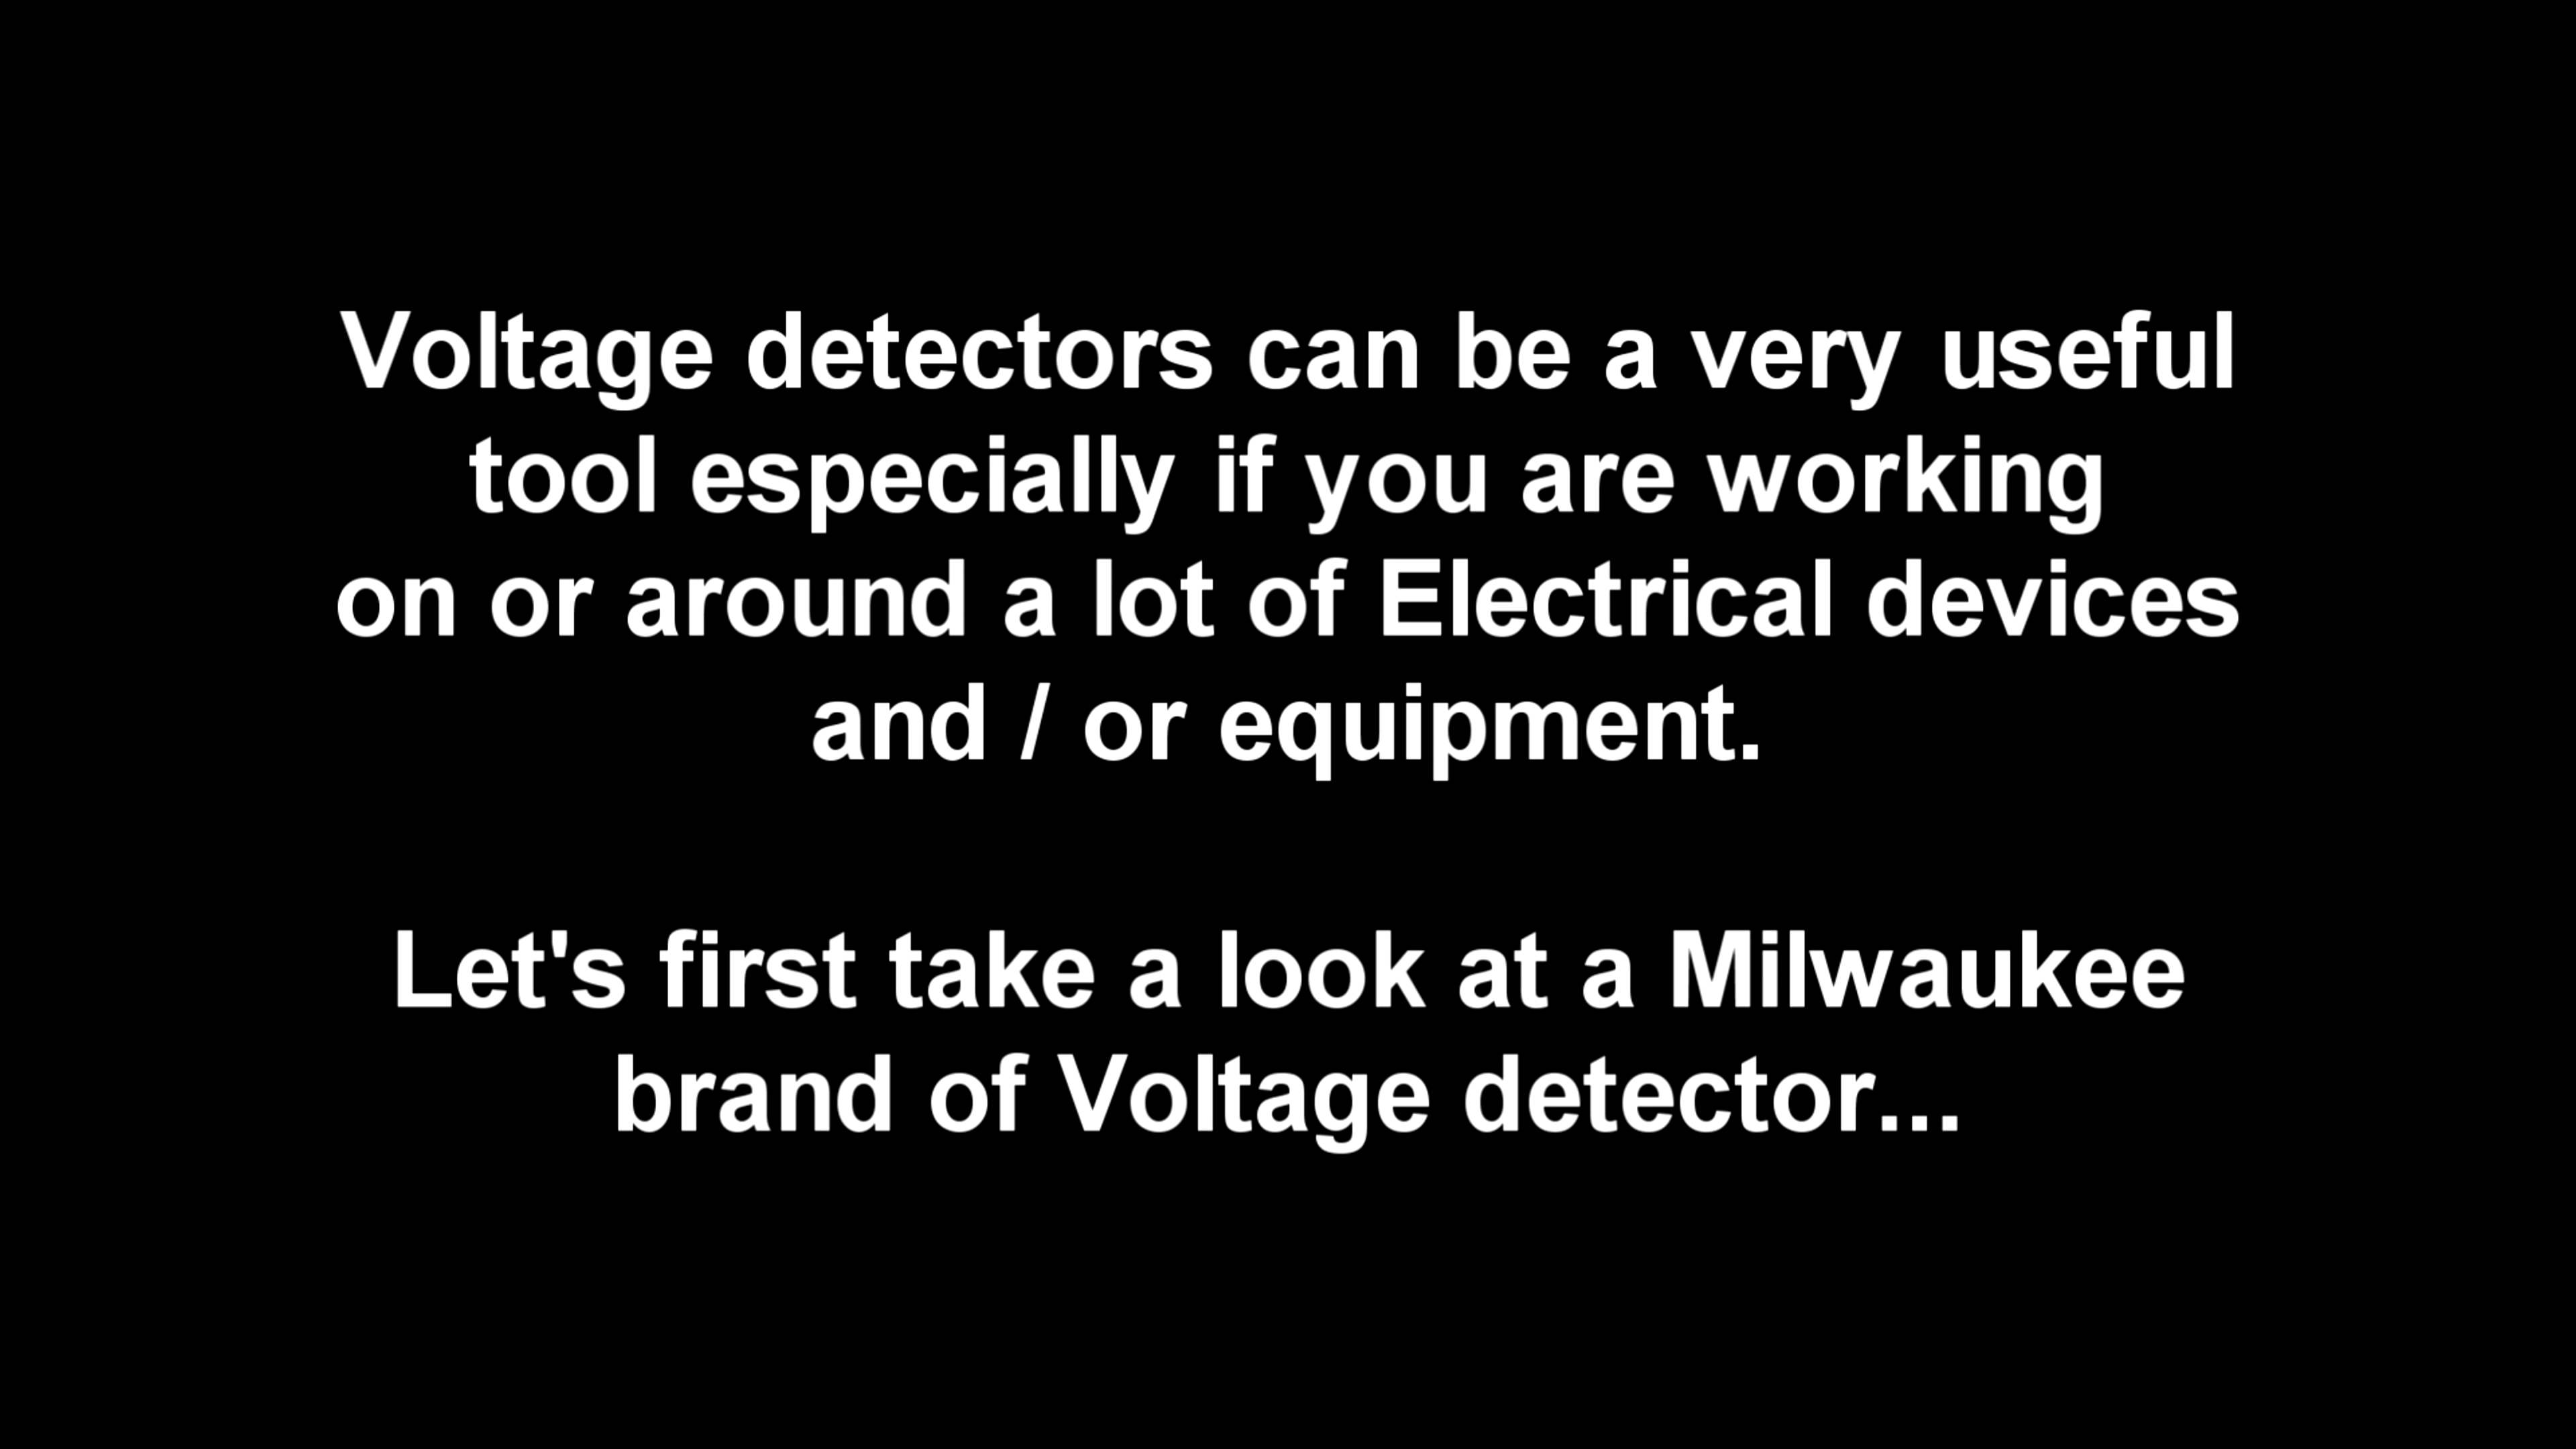 Voltage detectors can be a very useful
tool especially if you are working
on or around a lot of Electrical devices
and / or equipment.
Let's first take a look at a Milwaukee
brand of Voltage detector...